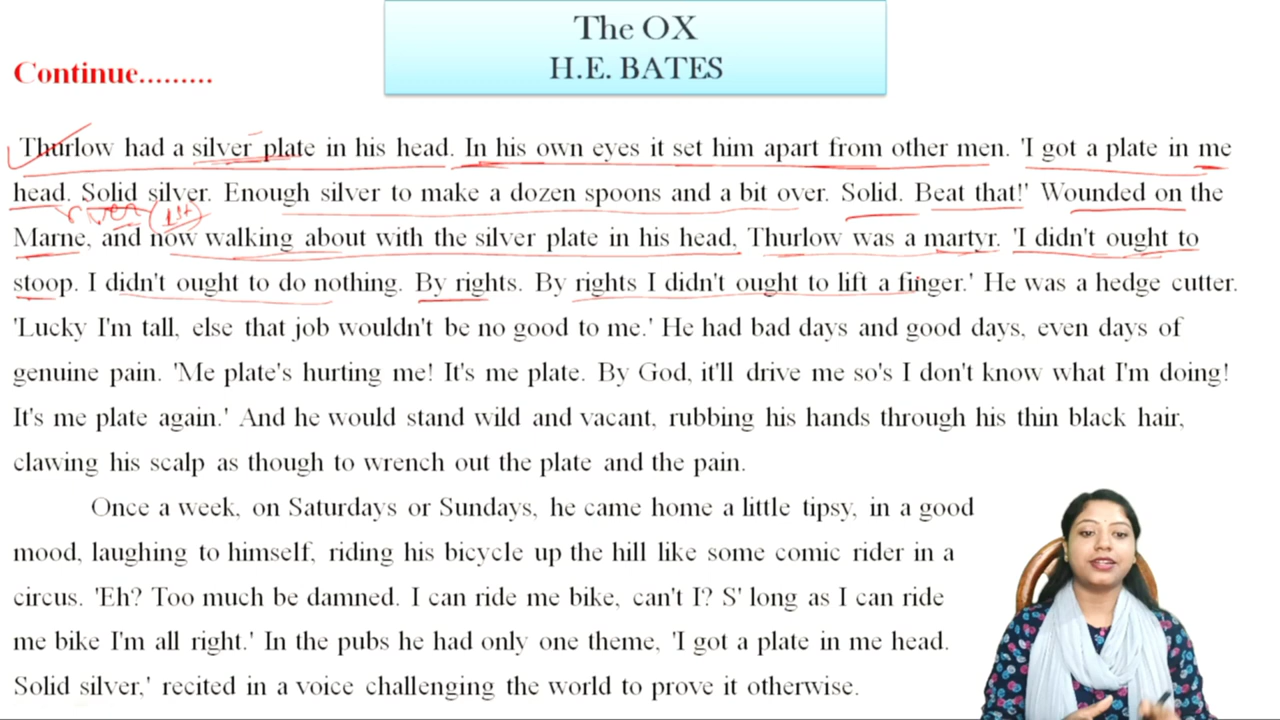 The OX
H.E. BATES
Continue.........
Thurlow had a silver plate in his head. In his own eyes it set him apart from other men. 'I got a plate in me
head. Solid silver. Enough silver to make a dozen spoons and a bit over. Solid. Beat that!' Wounded on the
river (1st)
Marne, and now walking about with the silver plate in his head, Thurlow was a martyr. 'I didn't ought to
stoop. I didn't ought to do nothing. By rights. By rights I didn't ought to lift a finger.' He was a hedge cutter.
'Lucky I'm tall, else that job wouldn't be no good to me.' He had bad days and good days, even days of
genuine pain. 'Me plate's hurting me! It's me plate. By God, it'll drive me so's I don't know what I'm doing!
It's me plate again.' And he would stand wild and vacant, rubbing his hands through his thin black hair,
clawing his scalp as though to wrench out the plate and the pain.
Once a week, on Saturdays or Sundays, he came home a little tipsy, in a good
mood, laughing to himself, riding his bicycle up the hill like some comic rider in a
circus. 'Eh? Too much be damned. I can ride me bike, can't I? S' long as I can ride
me bike I'm all right.' In the pubs he had only one theme, 'I got a plate in me head.
Solid silver,' recited in a voice challenging the world to prove it otherwise.